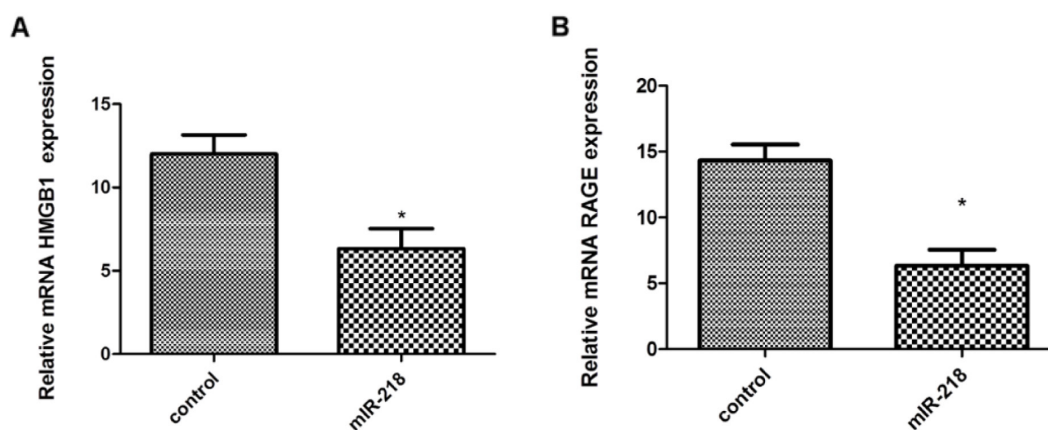 A
Relative mRNA HMGB1 expression
15
10
5
0
control
mIR-218
*
B
Relative mRNA RAGE expression
20
15
10
5
0
control
mIR-218
*